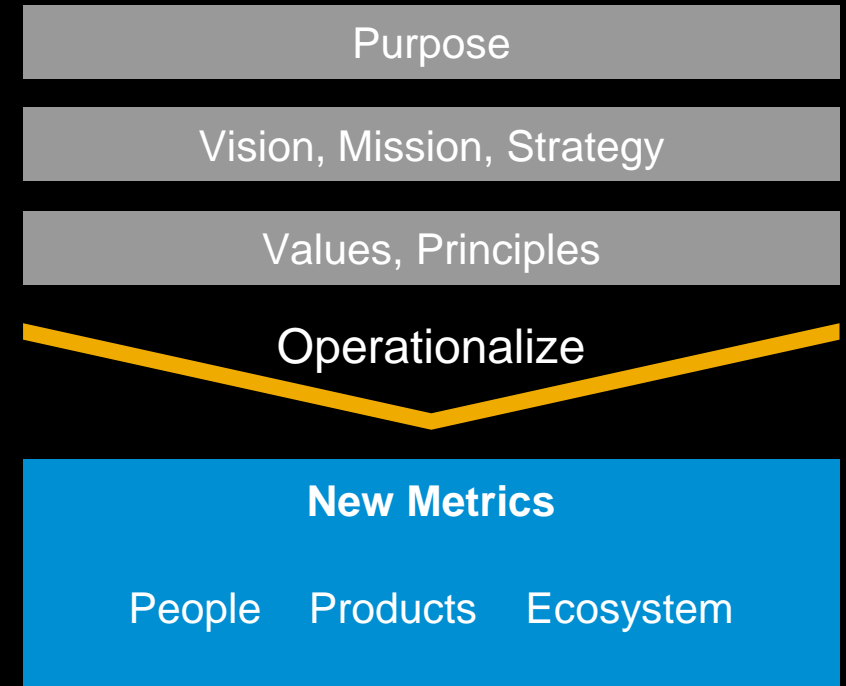 Purpose
Vision, Mission, Strategy
Values, Principles
Operationalize
New Metrics
People Products Ecosystem